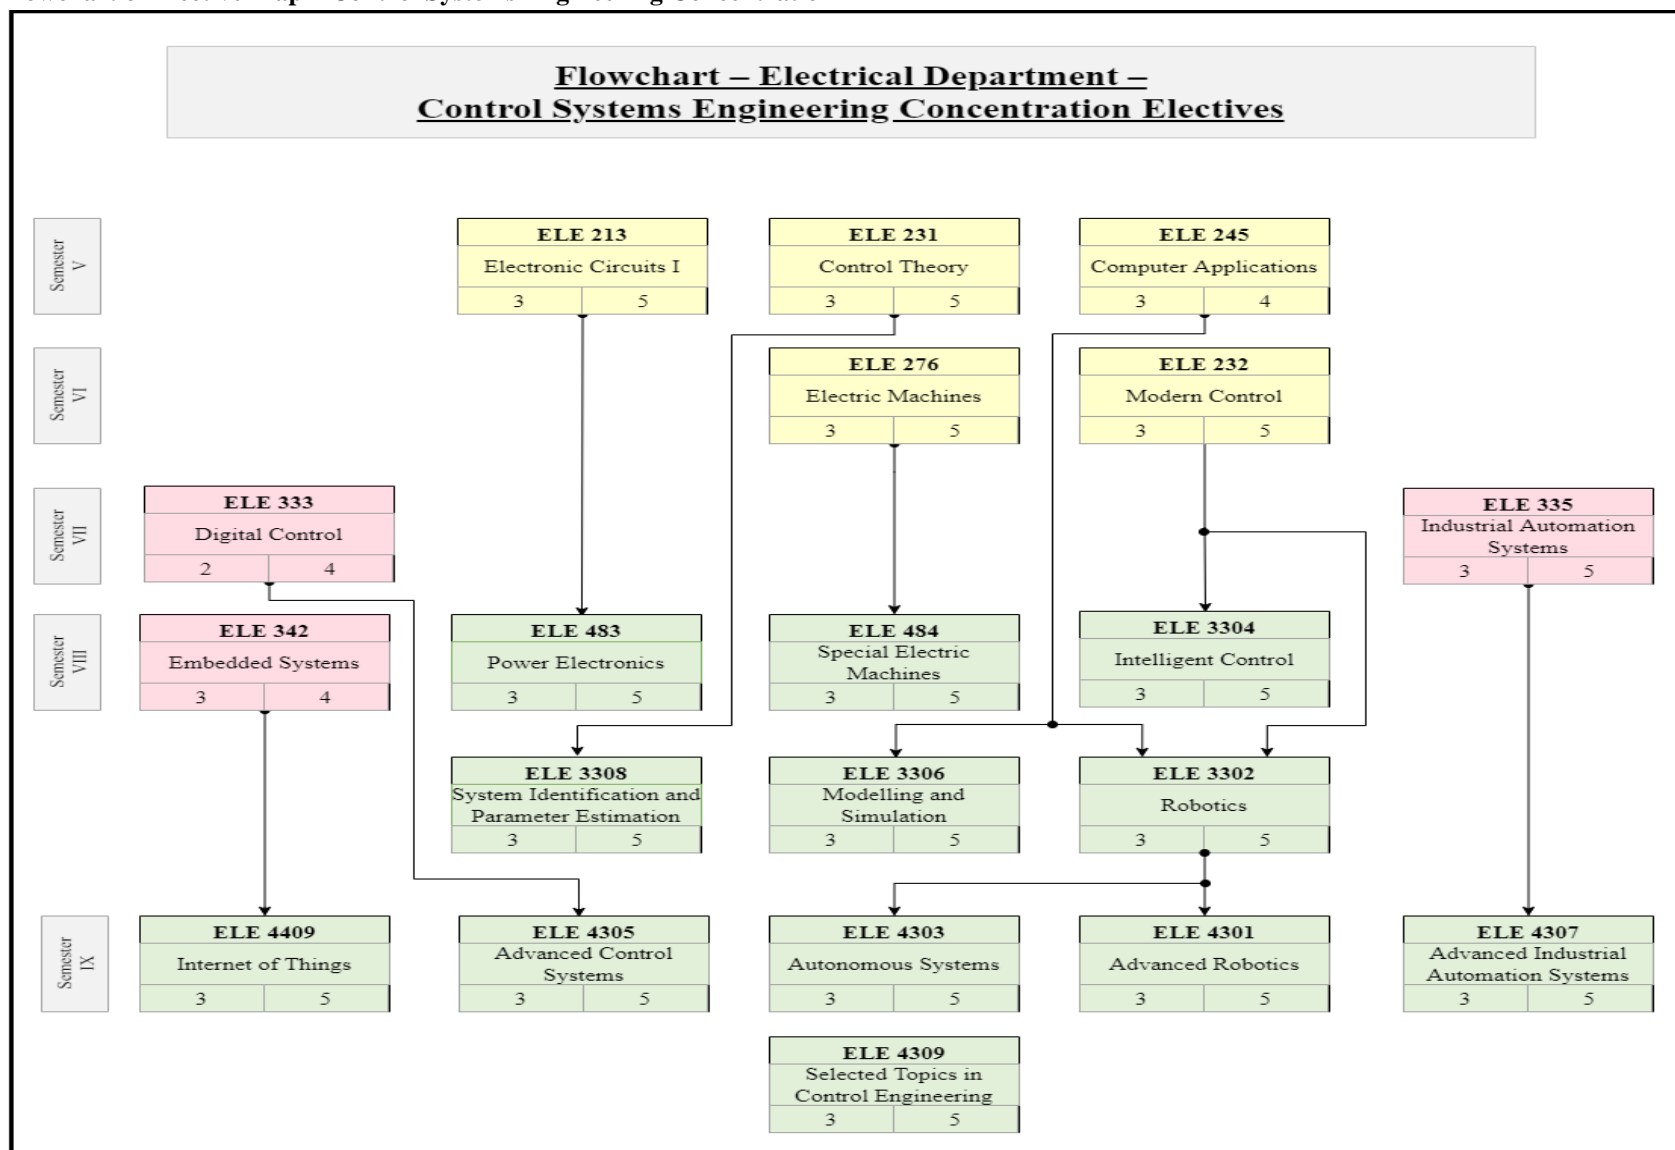 Flowchart – Electrical Department –
Control Systems Engineering Concentration Electives
Semester
V
ELE 213
Electronic Circuits I
3 5
ELE 231
Control Theory
3 5
ELE 245
Computer Applications
3 4
Semester
VI
ELE 276
Electric Machines
3 5
ELE 232
Modern Control
3 5
Semester
VII
ELE 333
Digital Control
2 4
ELE 335
Industrial Automation
Systems
3 5
Semester
VIII
ELE 342
Embedded Systems
3 4
ELE 483
Power Electronics
3 5
ELE 484
Special Electric
Machines
3 5
ELE 3304
Intelligent Control
3 5
ELE 3308
System Identification and
Parameter Estimation
3 5
ELE 3306
Modelling and
Simulation
3 5
ELE 3302
Robotics
3 5
Semester
IX
ELE 4409
Internet of Things
3 5
ELE 4305
Advanced Control
Systems
3 5
ELE 4303
Autonomous Systems
3 5
ELE 4301
Advanced Robotics
3 5
ELE 4307
Advanced Industrial
Automation Systems
3 5
ELE 4309
Selected Topics in
Control Engineering
3 5